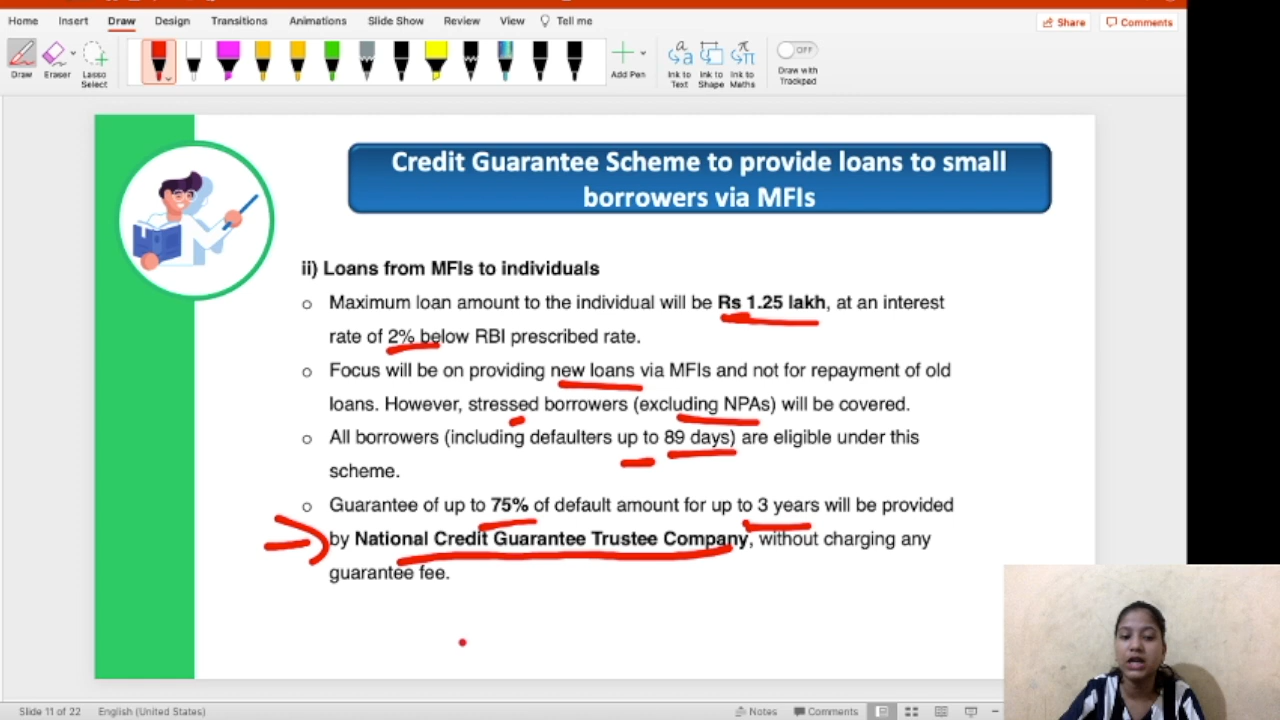 Home Insert Draw Design Transitions Animations Slide Show Review View Tell me Share Comments
Draw Eraser Lasso Select Add Pen Ink to Text Ink to Shape Ink to Maths OFF Draw with Trackpad
Credit Guarantee Scheme to provide loans to small
borrowers via MFIs
ii) Loans from MFIs to individuals
o Maximum loan amount to the individual will be Rs 1.25 lakh, at an interest
rate of 2% below RBI prescribed rate.
o Focus will be on providing new loans via MFIs and not for repayment of old
loans. However, stressed borrowers (excluding NPAs) will be covered.
o All borrowers (including defaulters up to 89 days) are eligible under this
scheme.
o Guarantee of up to 75% of default amount for up to 3 years will be provided
by National Credit Guarantee Trustee Company, without charging any
guarantee fee.
Slide 11 of 22 English (United States) Notes Comments